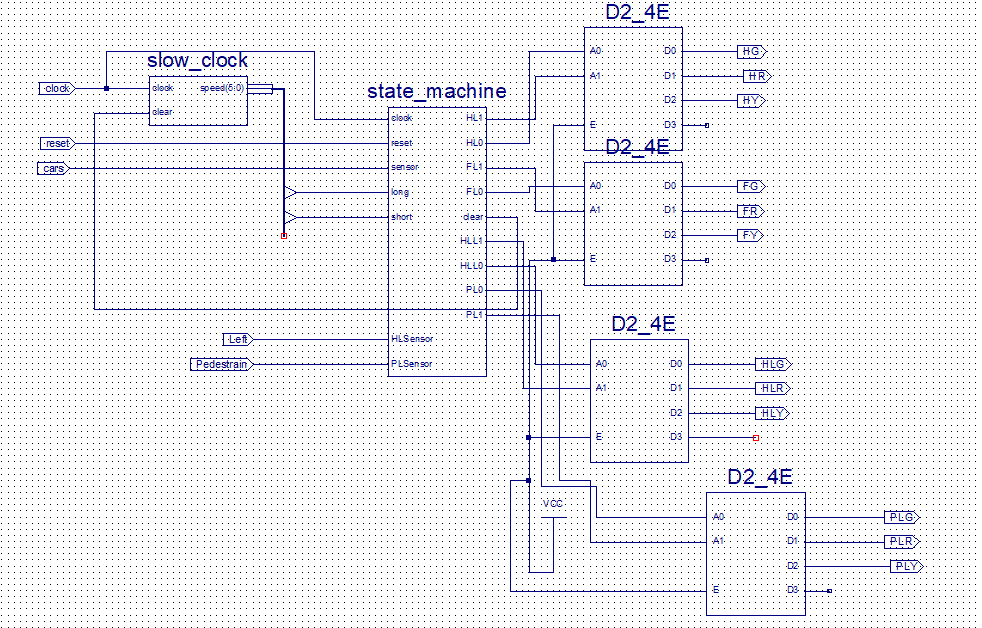 D2_4E
A0 D0 HG
A1 D1 HR
D2 HY
E D3
slow_clock
clock clock speed(5:0)
clear
state_machine
clock HL1
reset reset HL0
cars sensor FL1
long FL0
short clear
HLL1
HLL0
PL0
PL1
Left HLSensor
Pedestrain PLSensor
D2_4E
A0 D0 FG
A1 D1 FR
D2 FY
E D3
D2_4E
A0 D0 HLG
A1 D1 HLR
D2 HLY
E D3
VCC
D2_4E
A0 D0 PLG
A1 D1 PLR
D2 PLY
E D3